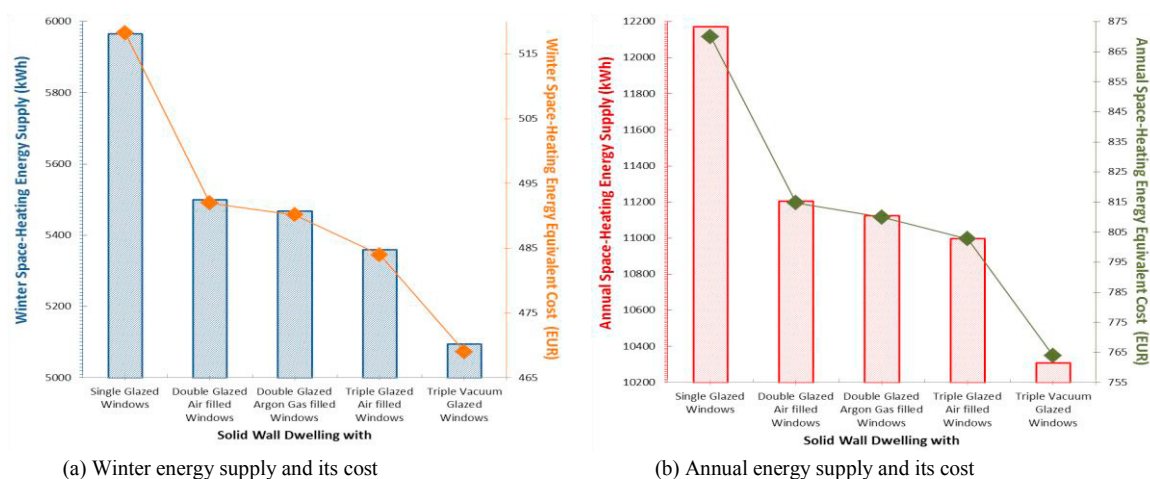 Winter Space-Heating Energy Supply (kWh)
6000
5800
5600
5400
5200
5000
515
505
490
480
470
465
Winter Space-Heating Energy Equivalent Cost (EUR)
Single Glazed
Windows
Double Glazed
Air filled
Windows
Double Glazed
Argon Gas filled
Windows
Triple Glazed
Air filled
Windows
Triple Vacuum
Glazed Windows
Solid Wall Dwelling with
(a) Winter energy supply and its cost
Annual Space-Heating Energy Supply (kWh)
12200
12000
11800
11600
11400
11200
11000
10800
10600
10400
10200
875
865
855
845
835
825
815
805
795
785
775
765
755
Annual Space-Heating Energy Equivalent Cost (EUR)
Single Glazed
Windows
Double Glazed
Air filled
Windows
Double Glazed
Argon Gas filled
Windows
Triple Glazed
Air filled
Windows
Triple Vacuum
Glazed Windows
Solid Wall Dwelling with
(b) Annual energy supply and its cost